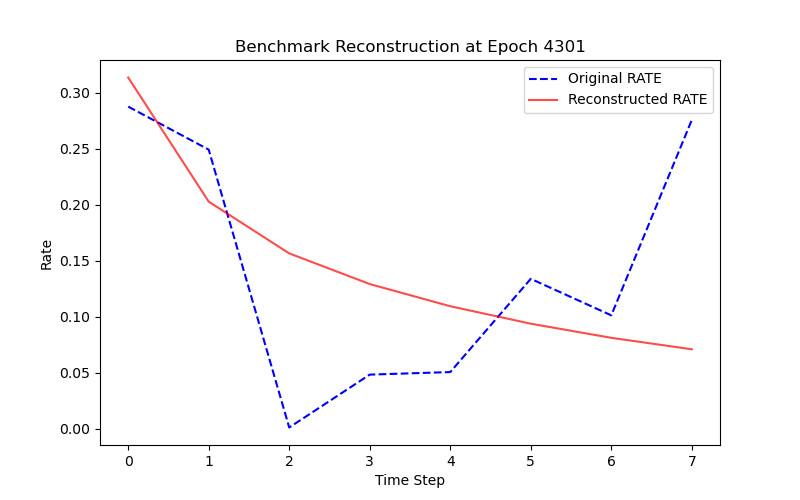 Benchmark Reconstruction at Epoch 4301
Original RATE
Reconstructed RATE
Rate
0.30
0.25
0.20
0.15
0.10
0.05
0.00
0 1 2 3 4 5 6 7
Time Step